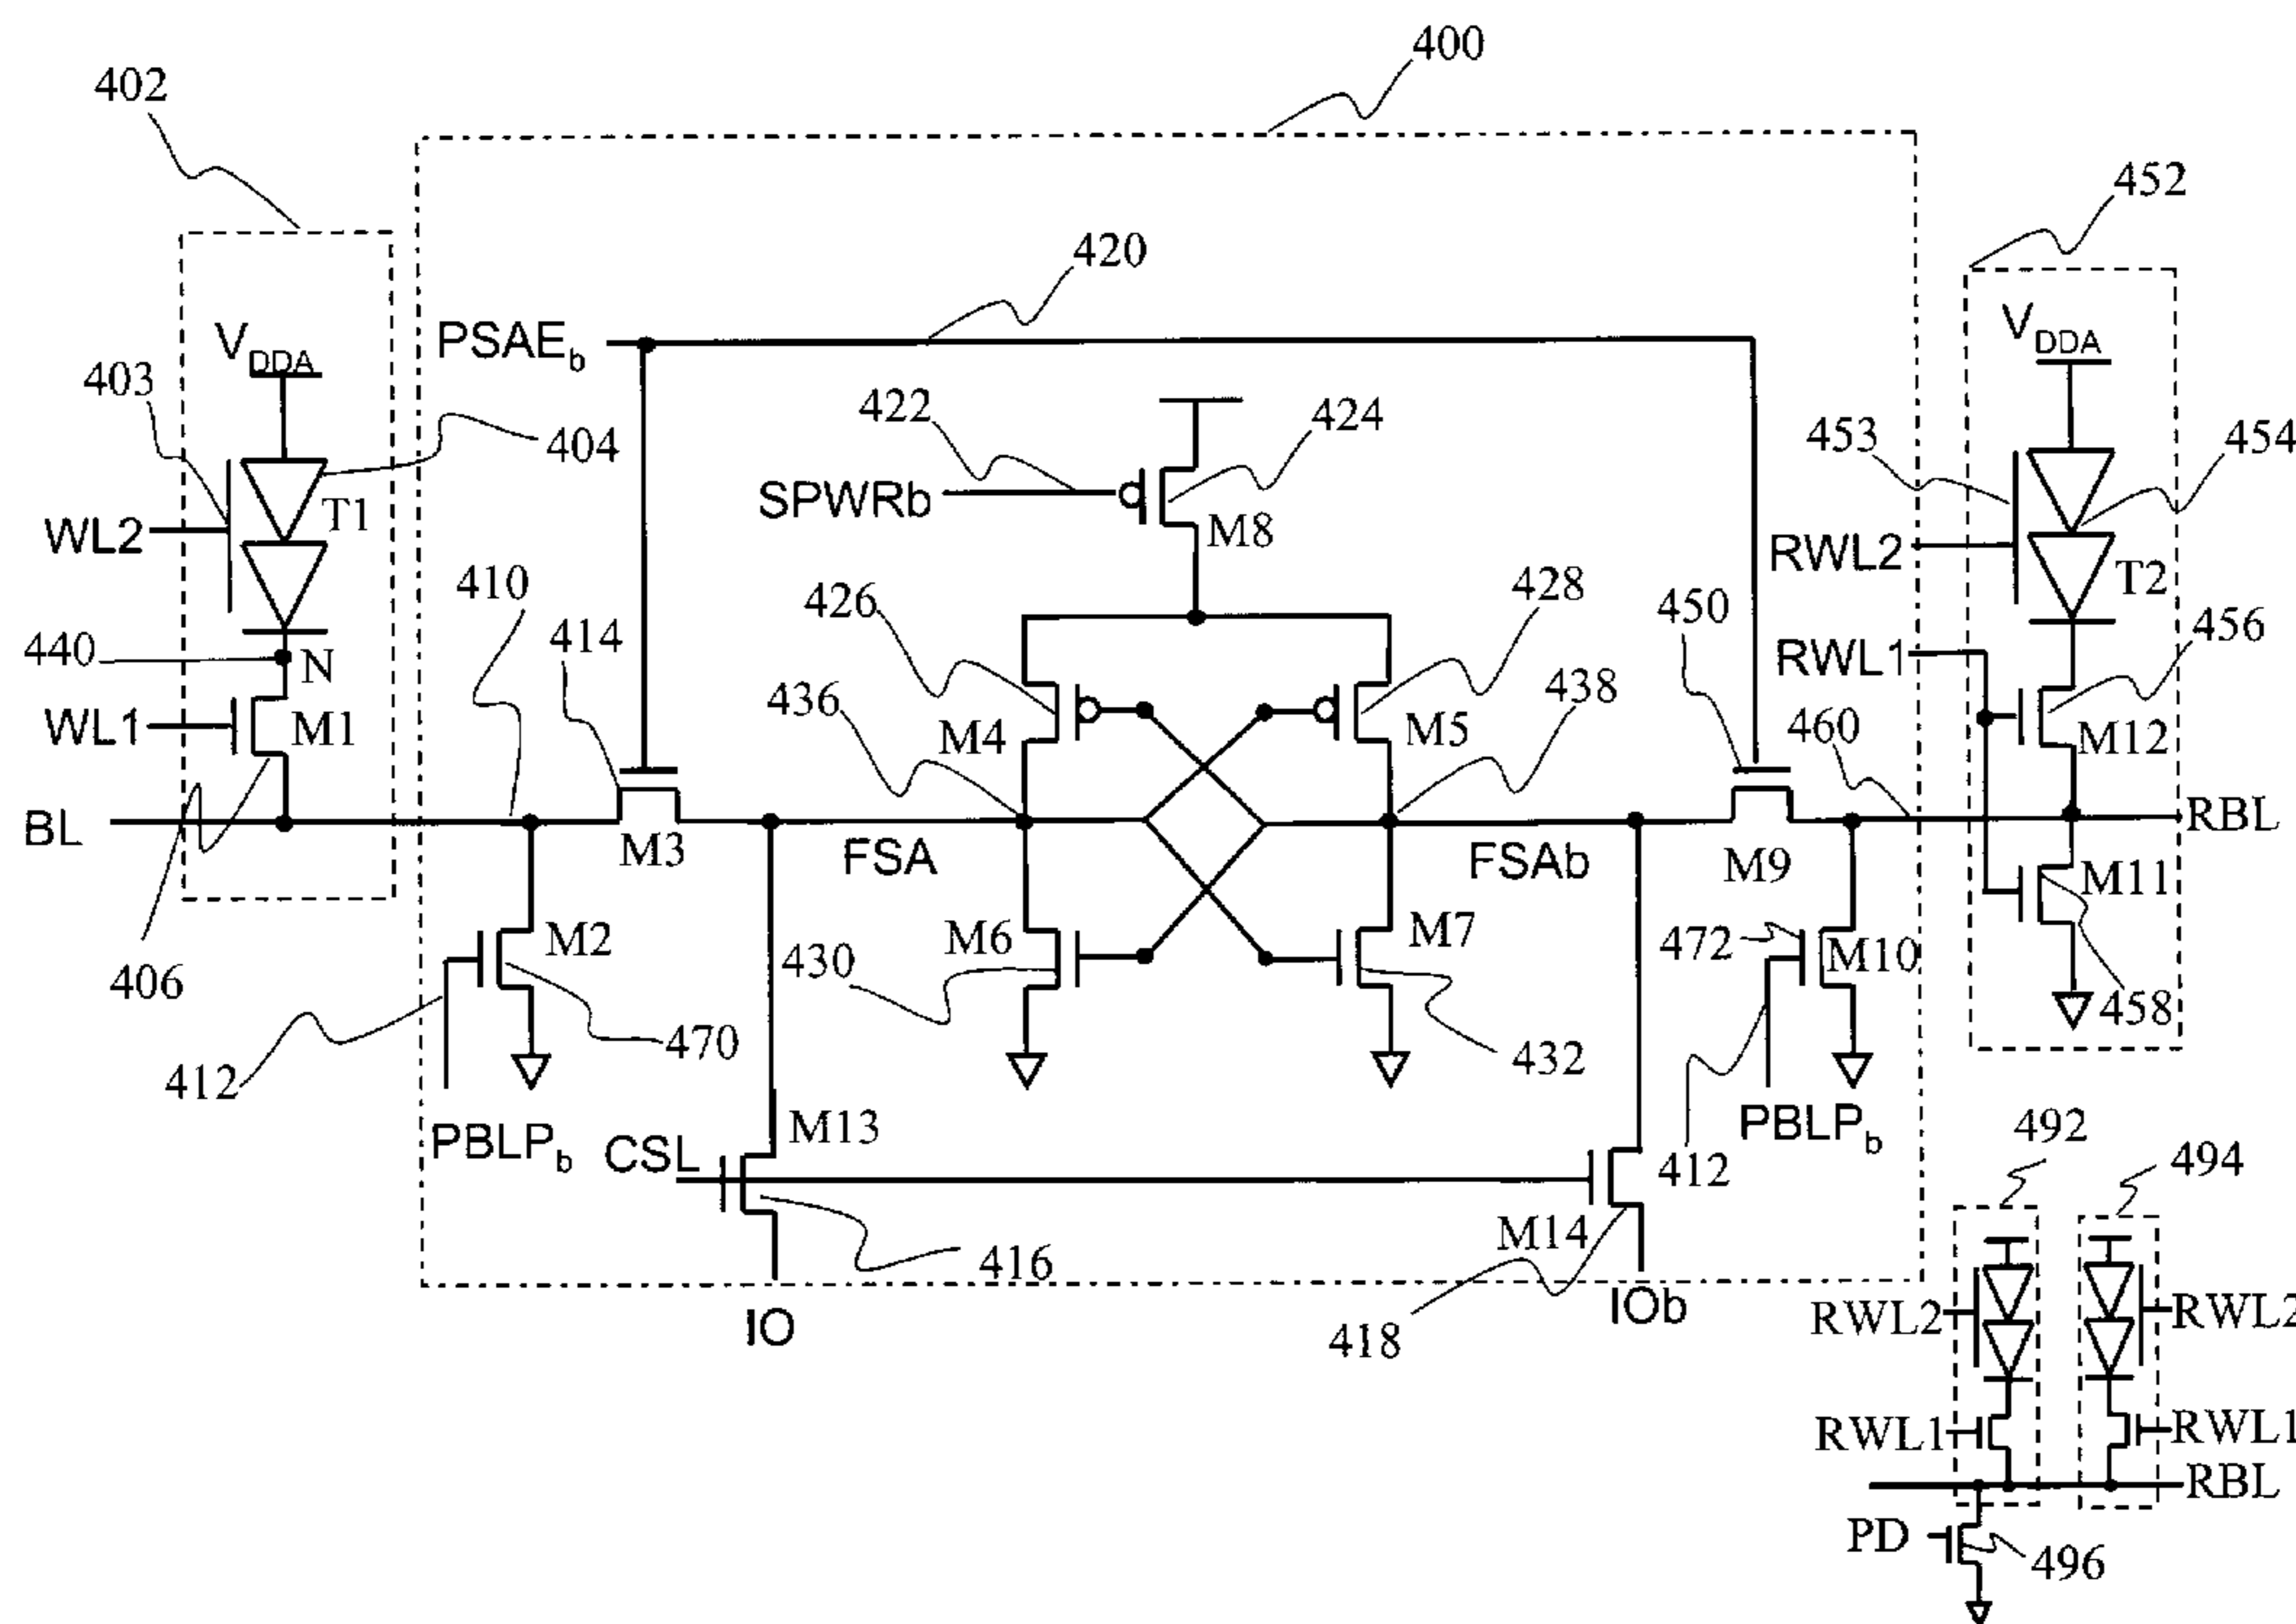 400
402
452
420
V DDA
PSAEb
V DDA
403
404
422
424
453
454
SPWRb
T1
M8
WL2
RWL2
410
426
428
450
T2
440
N
414
436
438
RWL1
456
WL1
M1
M4
M5
460
M12
BL
M3
FSA
FSAb
M9
RBL
M11
M2
M6
M7
472
M10
406
430
412
470
432
458
PBLPb
M13
PBLPb
492
CSL
412
494
416
M14
IO
418
IOb
RWL2
RWL2
RWL1
RWL1
RBL
PD
496